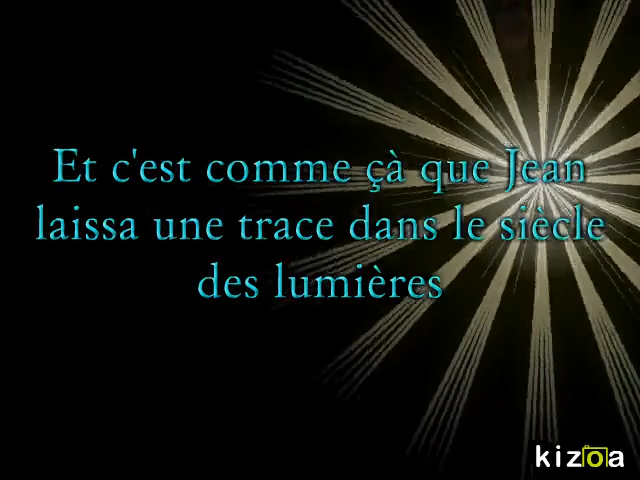 Et c'est comme çà que Jean
laissa une trace dans le siècle
des lumières
kizoa